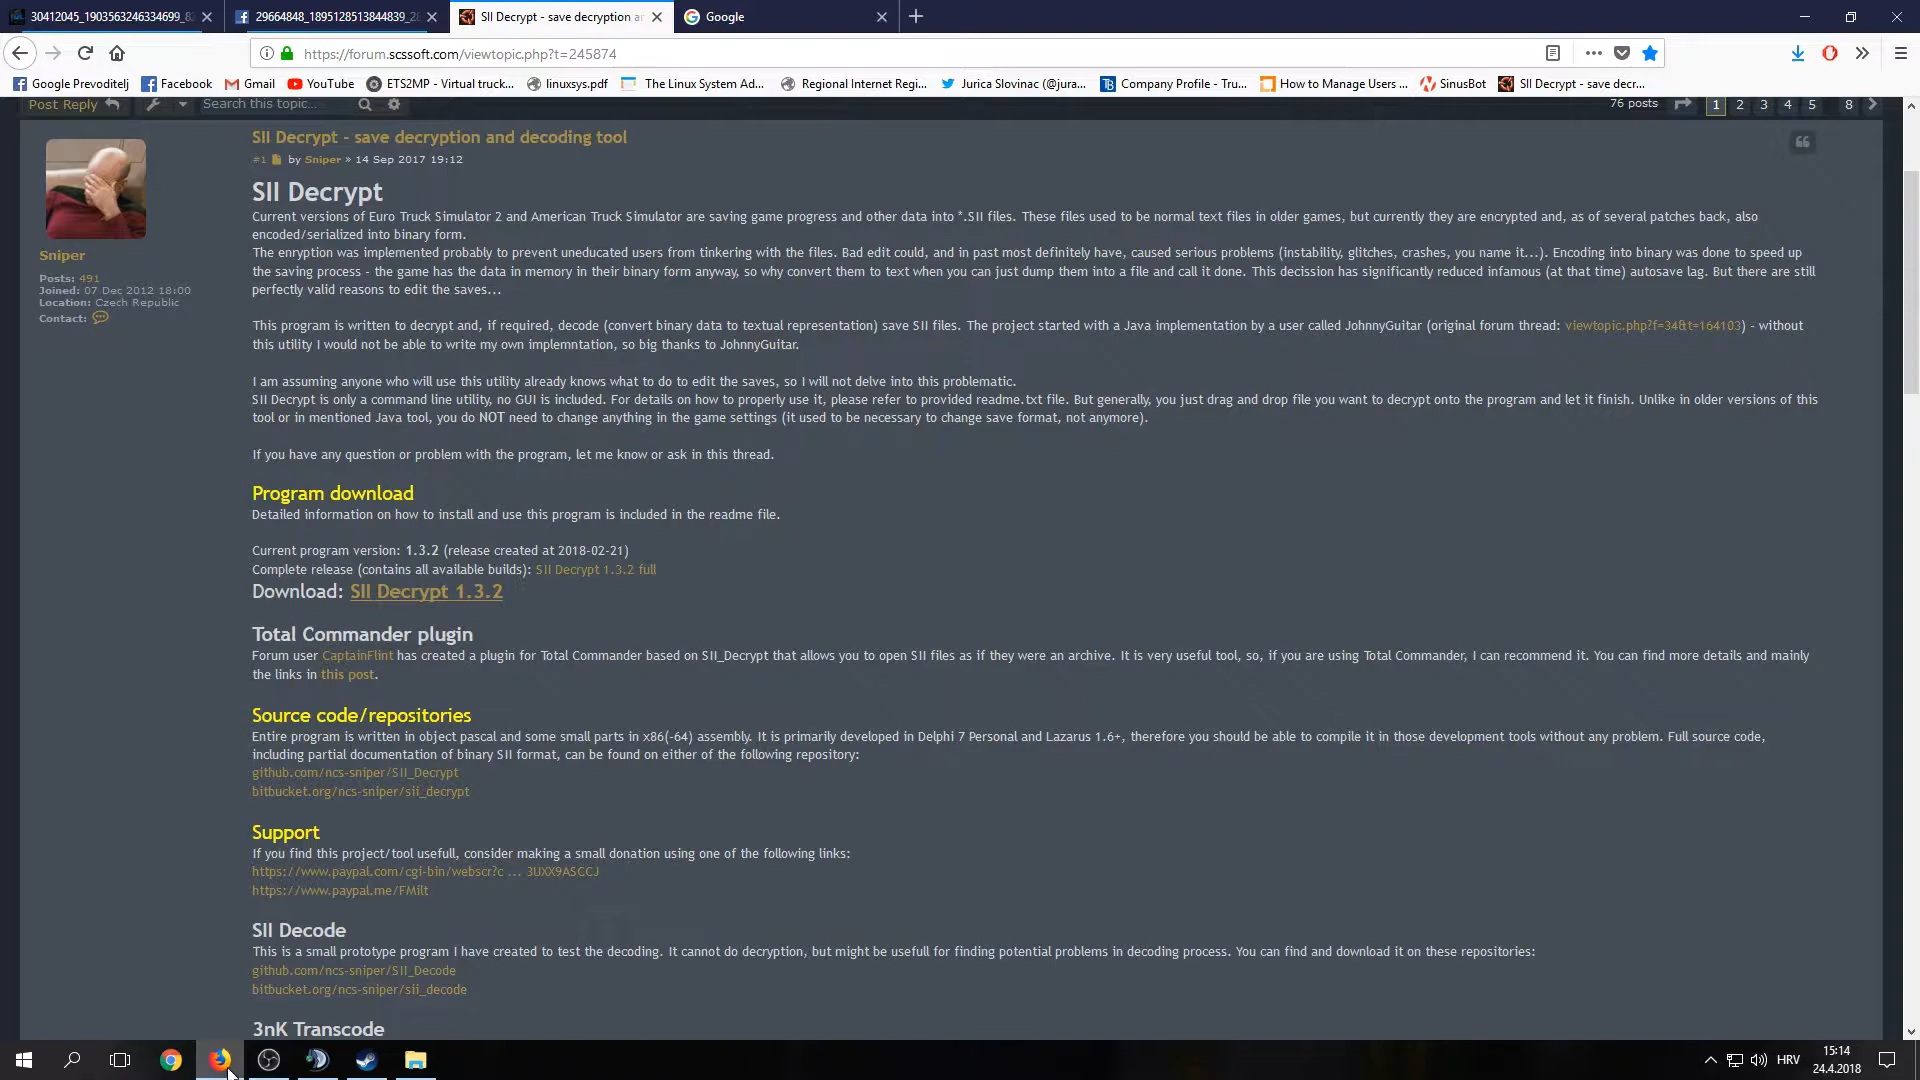 30412045_1903563246334699_82
29664848_1895128513844839_28
SII Decrypt - save decryption an
Google
https://forum.scssoft.com/viewtopic.php?t=245874
Google Prevoditelj
Facebook
Gmail
YouTube
ETS2MP - Virtual truck...
linuxsys.pdf
The Linux System Ad...
Regional Internet Regi...
Jurica Slovinac (@jura...
Company Profile - Tru...
How to Manage Users ...
SinusBot
SII Decrypt - save decr...
Post Reply
Search this topic...
76 posts
1 2 3 4 5 8
SII Decrypt - save decryption and decoding tool
#1 by Sniper » 14 Sep 2017 19:12
Sniper
Posts: 491
Joined: 07 Dec 2012 18:00
Location: Czech Republic
Contact:
SII Decrypt
Current versions of Euro Truck Simulator 2 and American Truck Simulator are saving game progress and other data into *.SII files. These files used to be normal text files in older games, but currently they are encrypted and, as of several patches back, also
encoded/serialized into binary form.
The enryption was implemented probably to prevent uneducated users from tinkering with the files. Bad edit could, and in past most definitely have, caused serious problems (instability, glitches, crashes, you name it...). Encoding into binary was done to speed up
the saving process - the game has the data in memory in their binary form anyway, so why convert them to text when you can just dump them into a file and call it done. This decission has significantly reduced infamous (at that time) autosave lag. But there are still
perfectly valid reasons to edit the saves...
This program is written to decrypt and, if required, decode (convert binary data to textual representation) save SII files. The project started with a Java implementation by a user called JohnnyGuitar (original forum thread: viewtopic.php?f=34&t=164103) - without
this utility I would not be able to write my own implemntation, so big thanks to JohnnyGuitar.
I am assuming anyone who will use this utility already knows what to do to edit the saves, so I will not delve into this problematic.
SII Decrypt is only a command line utility, no GUI is included. For details on how to properly use it, please refer to provided readme.txt file. But generally, you just drag and drop file you want to decrypt onto the program and let it finish. Unlike in older versions of this
tool or in mentioned Java tool, you do NOT need to change anything in the game settings (it used to be necessary to change save format, not anymore).
If you have any question or problem with the program, let me know or ask in this thread.
Program download
Detailed information on how to install and use this program is included in the readme file.
Current program version: 1.3.2 (release created at 2018-02-21)
Complete release (contains all available builds): SII Decrypt 1.3.2 full
Download: SII Decrypt 1.3.2
Total Commander plugin
Forum user CaptainFlint has created a plugin for Total Commander based on SII_Decrypt that allows you to open SII files as if they were an archive. It is very useful tool, so, if you are using Total Commander, I can recommend it. You can find more details and mainly
the links in this post.
Source code/repositories
Entire program is written in object pascal and some small parts in x86(-64) assembly. It is primarily developed in Delphi 7 Personal and Lazarus 1.6+, therefore you should be able to compile it in those development tools without any problem. Full source code,
including partial documentation of binary SII format, can be found on either of the following repository:
github.com/ncs-sniper/SII_Decrypt
bitbucket.org/ncs-sniper/sii_decrypt
Support
If you find this project/tool usefull, consider making a small donation using one of the following links:
https://www.paypal.com/cgi-bin/webscr?c ... 3UXX9ASCCJ
https://www.paypal.me/FMilt
SII Decode
This is a small prototype program I have created to test the decoding. It cannot do decryption, but might be usefull for finding potential problems in decoding process. You can find and download it on these repositories:
github.com/ncs-sniper/SII_Decode
bitbucket.org/ncs-sniper/sii_decode
3nK Transcode
HRV
15:14
24.4.2018